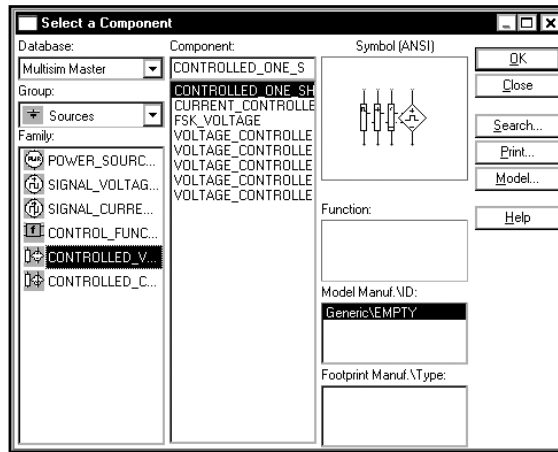 Select a Component
Database:
Multisim Master
Group:
Sources
Family:
POWER_SOURC...
SIGNAL_VOLTAG...
SIGNAL_CURRE...
CONTROL_FUNC...
CONTROLLED_V...
CONTROLLED_C...
Component:
CONTROLLED_ONE_S
CONTROLLED_ONE_SH
CURRENT_CONTROLLE
FSK_VOLTAGE
VOLTAGE_CONTROLLE
VOLTAGE_CONTROLLE
VOLTAGE_CONTROLLE
VOLTAGE_CONTROLLE
VOLTAGE_CONTROLLE
Symbol (ANSI)
Function:
Model Manuf.\ID:
Generic\EMPTY
Footprint Manuf.\Type:
OK
Close
Search...
Print...
Model...
Help